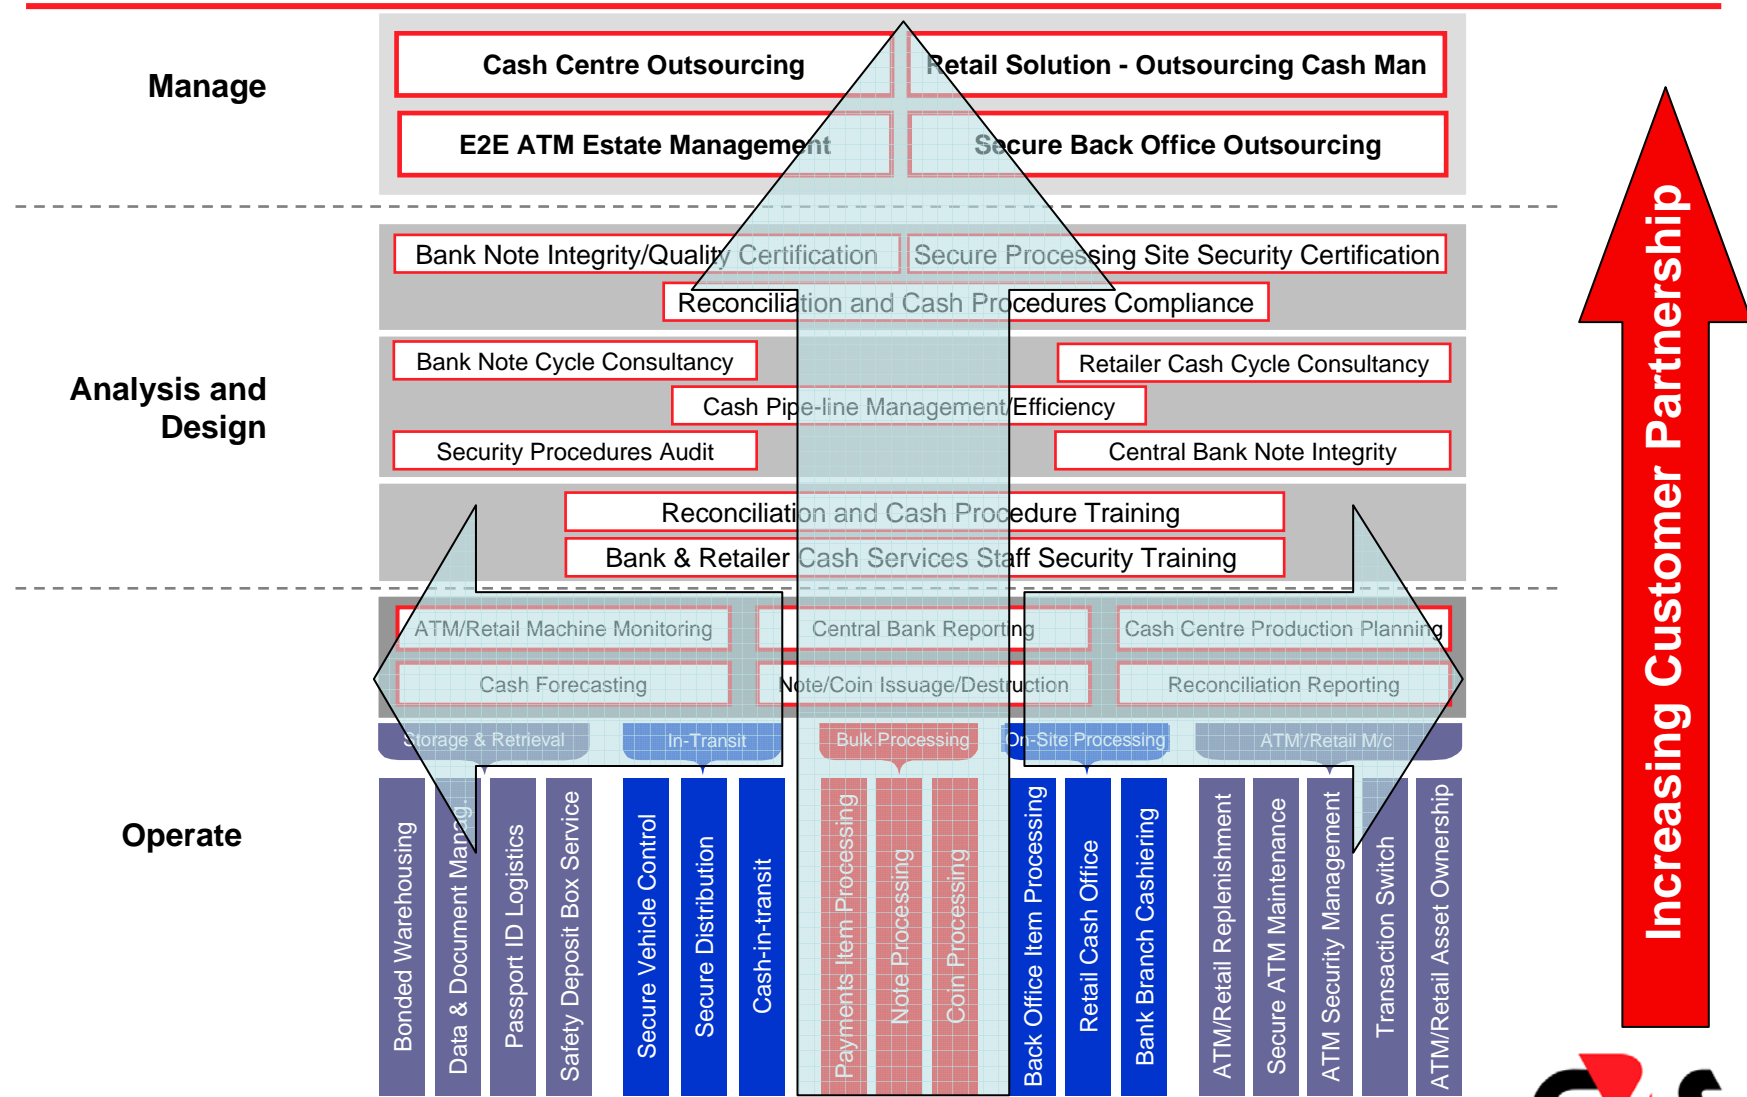 Manage
Cash Centre Outsourcing
Retail Solution - Outsourcing Cash Man
E2E ATM Estate Management
Secure Back Office Outsourcing
Bank Note Integrity/Quality Certification
Secure Processing Site Security Certification
Reconciliation and Cash Procedures Compliance
Analysis and
Design
Bank Note Cycle Consultancy
Retailer Cash Cycle Consultancy
Cash Pipe-line Management/Efficiency
Security Procedures Audit
Central Bank Note Integrity
Reconciliation and Cash Procedure Training
Bank & Retailer Cash Services Staff Security Training
Operate
ATM/Retail Machine Monitoring
Central Bank Reporting
Cash Centre Production Planning
Cash Forecasting
Note/Coin Issuage/Destruction
Reconciliation Reporting
Storage & Retrieval
In-Transit
Bulk Processing
On-Site Processing
ATM'/Retail M/c
Bonded Warehousing
Data & Document Manag.
Passport ID Logistics
Safety Deposit Box Service
Secure Vehicle Control
Secure Distribution
Cash-in-transit
Payments Item Processing
Note Processing
Coin Processing
Back Office Item Processing
Retail Cash Office
Bank Branch Cashiering
ATM/Retail Replenishment
Secure ATM Maintenance
ATM Security Management
Transaction Switch
ATM/Retail Asset Ownership
Increasing Customer Partnership